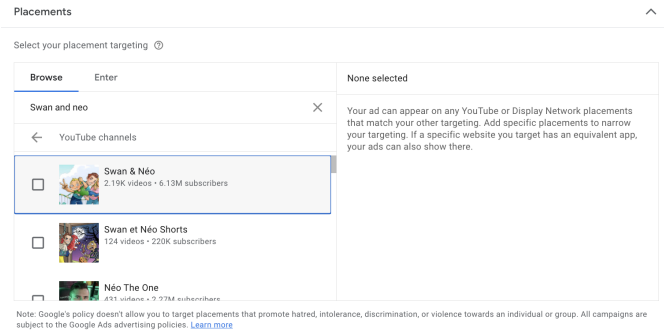 Placements
Select your placement targeting
Browse
Enter
None selected
Swan and neo
YouTube channels
Swan & Néo
2.19K videos • 6.13M subscribers
Swan et Néo Shorts
124 videos • 220K subscribers
Néo The One
431 videos • 2.27M subscribers
Your ad can appear on any YouTube or Display Network placements
that match your other targeting. Add specific placements to narrow
your targeting. If a specific website you target has an equivalent app,
your ads can also show there.
Note: Google's policy doesn't allow you to target placements that promote hatred, intolerance, discrimination, or violence towards an individual or group. All campaigns are
subject to the Google Ads advertising policies. Learn more